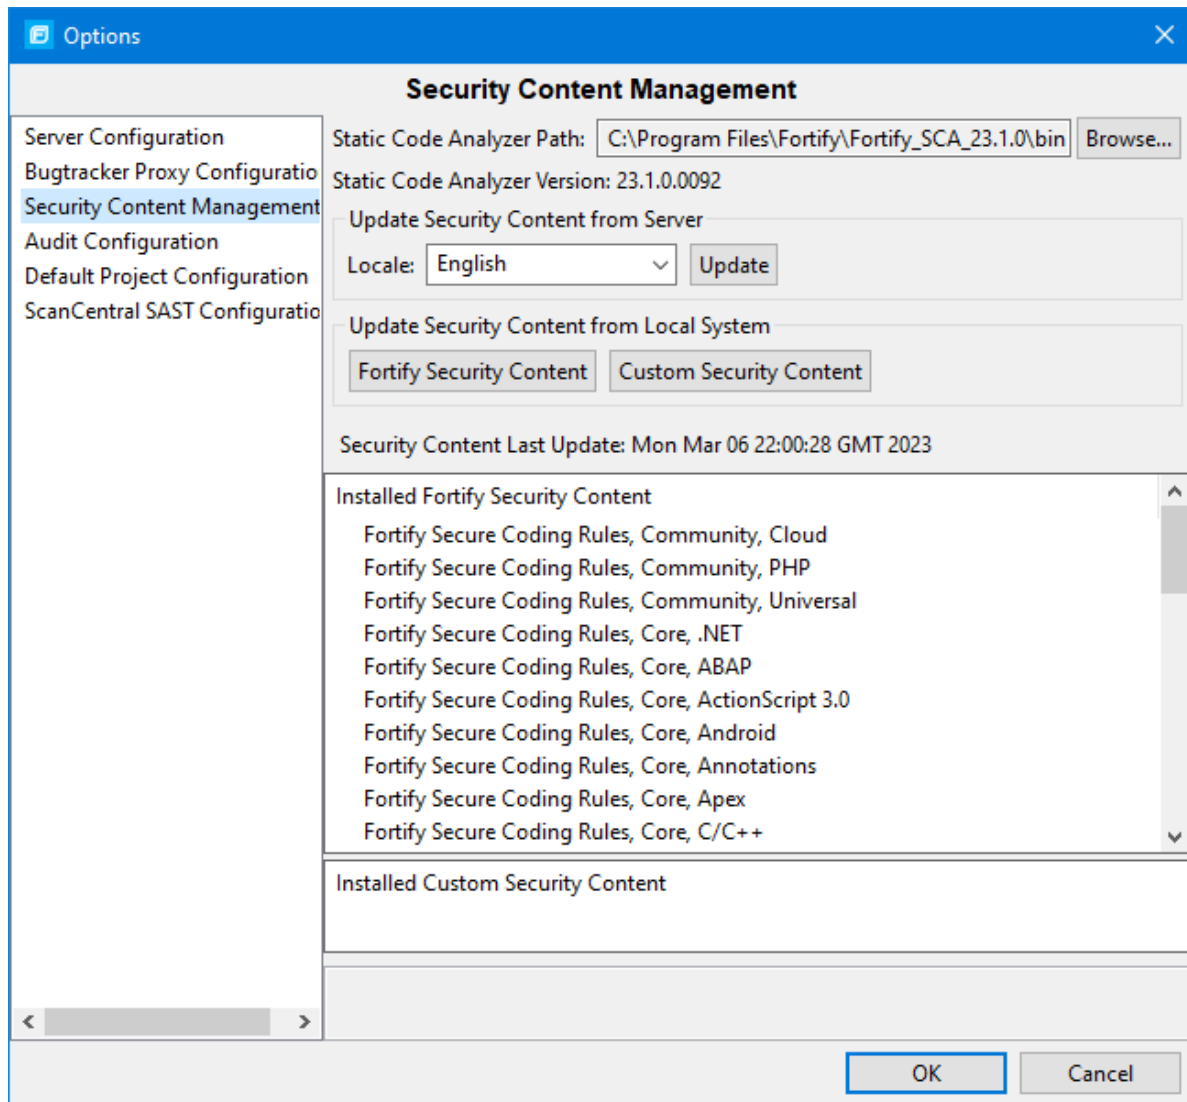 Options
Security Content Management
Server Configuration
Bugtracker Proxy Configuratio
Security Content Management
Audit Configuration
Default Project Configuration
ScanCentral SAST Configuratio
Static Code Analyzer Path: C:\Program Files\Fortify\Fortify_SCA_23.1.0\bin Browse...
Static Code Analyzer Version: 23.1.0.0092
Update Security Content from Server
Locale: English Update
Update Security Content from Local System
Fortify Security Content Custom Security Content
Security Content Last Update: Mon Mar 06 22:00:28 GMT 2023
Installed Fortify Security Content
Fortify Secure Coding Rules, Community, Cloud
Fortify Secure Coding Rules, Community, PHP
Fortify Secure Coding Rules, Community, Universal
Fortify Secure Coding Rules, Core, .NET
Fortify Secure Coding Rules, Core, ABAP
Fortify Secure Coding Rules, Core, ActionScript 3.0
Fortify Secure Coding Rules, Core, Android
Fortify Secure Coding Rules, Core, Annotations
Fortify Secure Coding Rules, Core, Apex
Fortify Secure Coding Rules, Core, C/C++
Installed Custom Security Content
OK Cancel